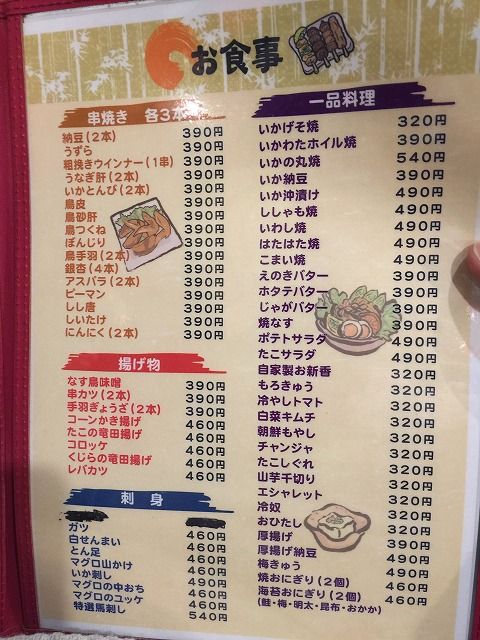 お食事
串焼き 各3本
納豆(2本) 390円
うずら 390円
粗挽きウインナー(1串) 390円
うなぎ肝(2本) 390円
いかとんび(2本) 390円
鳥皮 390円
鳥砂肝 390円
鳥つくね 390円
ぼんじり 390円
鳥手羽(2本) 390円
銀杏(4本) 390円
アスパラ(2本) 390円
ピーマン 390円
しし唐 390円
しいたけ 390円
にんにく(2本) 390円
揚げ物
なす鳥味噌 390円
串カツ(2本) 390円
手羽ぎょうざ(2本) 390円
コーンかき揚げ 460円
たこの竜田揚げ 460円
コロッケ 460円
くじらの竜田揚げ 460円
レバカツ 460円
刺身
ガツ 460円
白せんまい 460円
とん足 460円
マグロ山かけ 460円
いか刺し 460円
マグロの中おち 490円
マグロのユッケ 460円
特選馬刺し 540円
一品料理
いかげそ焼 320円
いかわたホイル焼 390円
いかの丸焼 540円
いか納豆 490円
いか沖漬け 490円
ししゃも焼 490円
いわし焼 490円
はたはた焼 490円
こまい焼 490円
えのきバター 390円
ホタテバター 490円
じゃがバター 390円
焼なす 390円
ポテトサラダ 390円
たこサラダ 490円
自家製お新香 320円
もろきゅう 320円
冷やしトマト 320円
白菜キムチ 320円
朝鮮もやし 320円
チャンジャ 320円
たこしぐれ 320円
山芋千切り 320円
エシャレット 320円
冷奴 320円
おひたし 320円
厚揚げ 320円
厚揚げ納豆 390円
梅きゅう 490円
焼おにぎり(2個) 460円
海苔おにぎり(2個) 460円
(鮭・梅・明太・昆布・おかか)